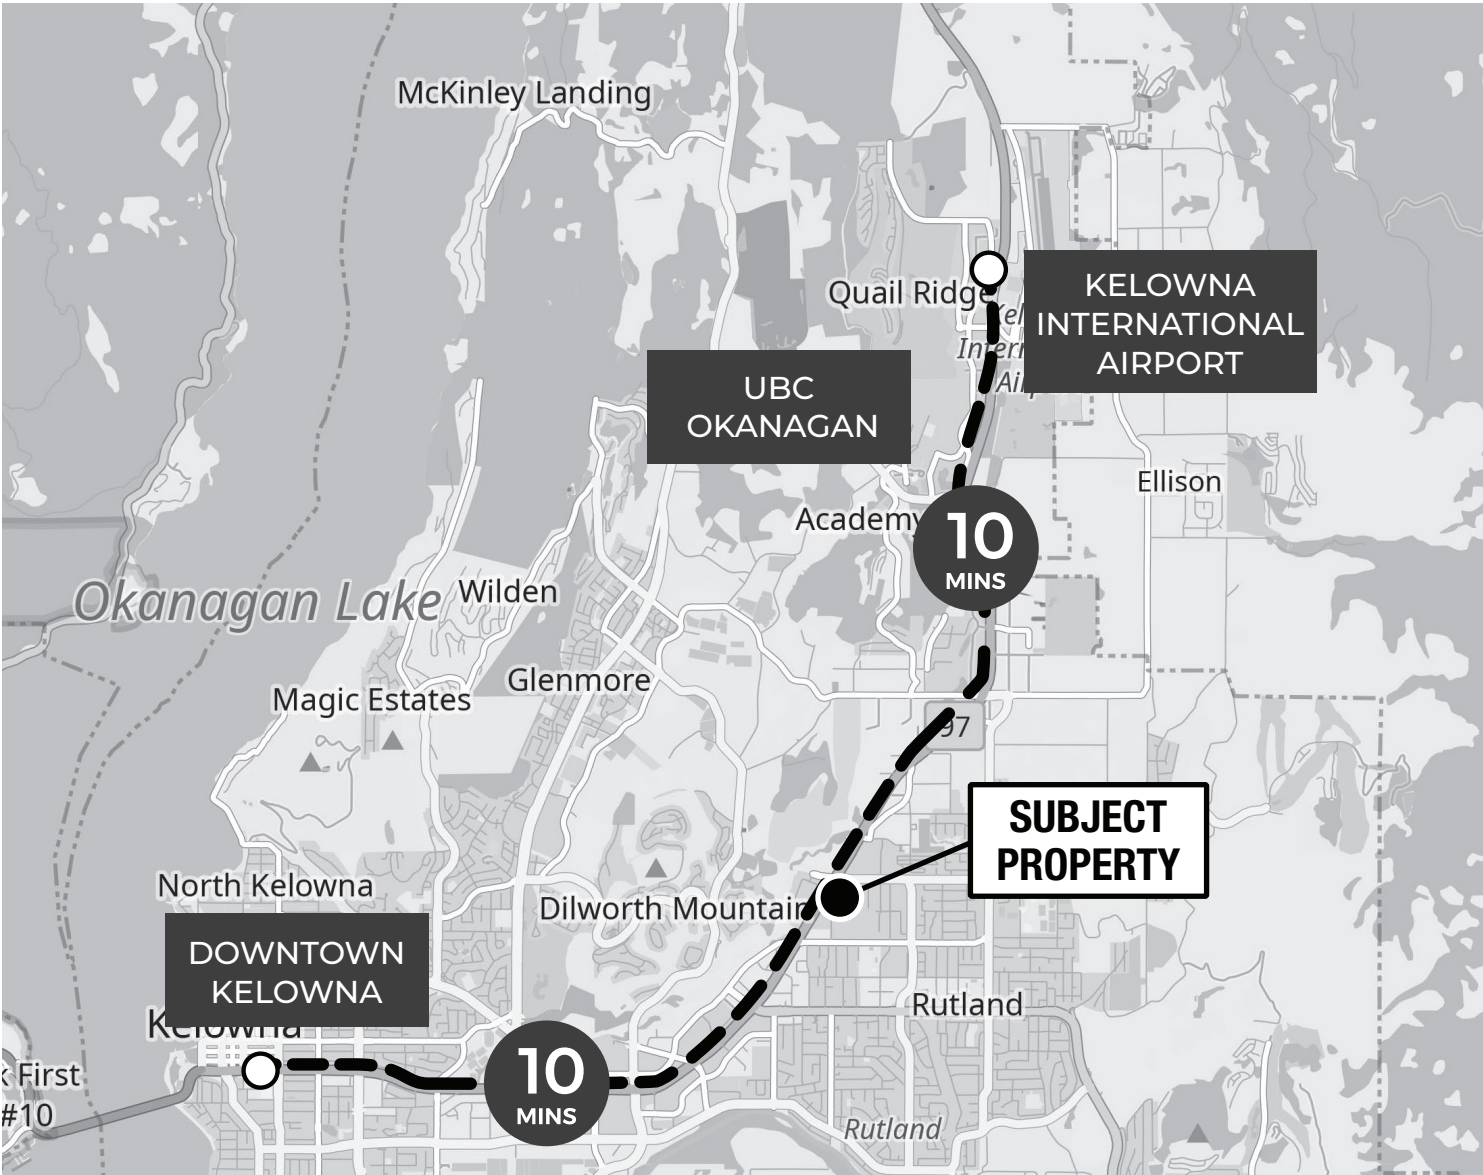 McKinley Landing
Quail Ridge
KELOWNA
INTERNATIONAL
AIRPORT
UBC
OKANAGAN
Ellison
Academy
10
MINS
Okanagan Lake
Wilden
Glenmore
Magic Estates
97
SUBJECT
PROPERTY
North Kelowna
Dilworth Mountain
DOWNTOWN
KELOWNA
Kelowna
Rutland
10
MINS
First
#10
Rutland